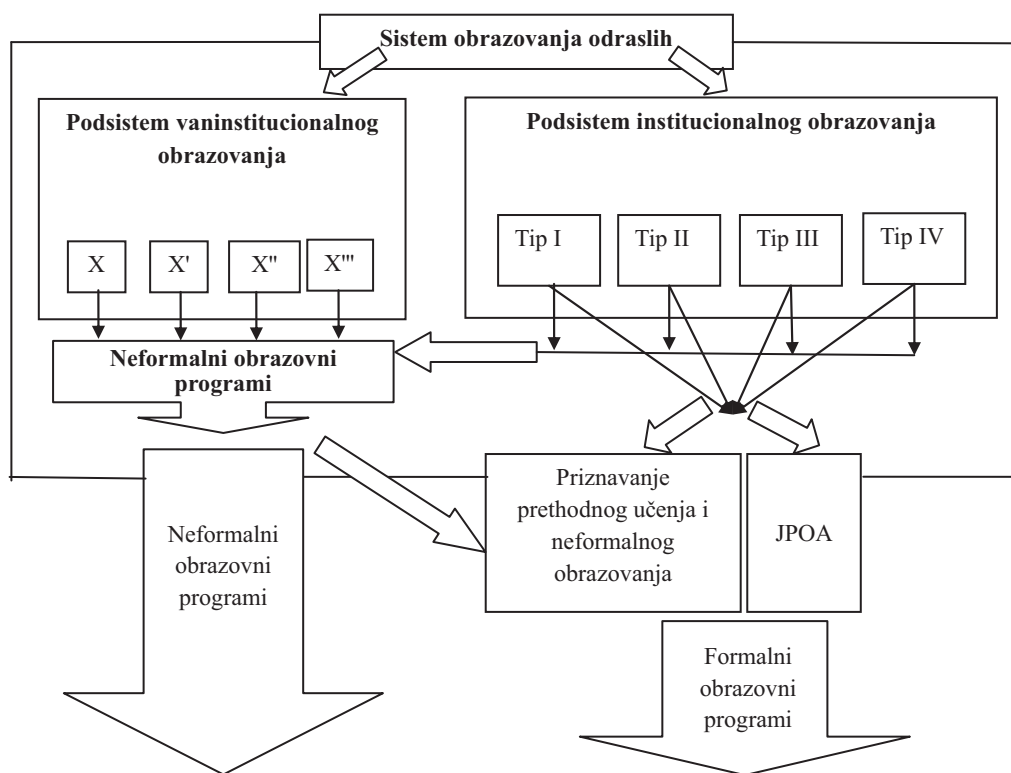 Sistem obrazovanja odraslih
Podsistem vaninstitucionalnog
obrazovanja
Podsistem institucionalnog obrazovanja
Tip I
Tip II
Tip III
Tip IV
X
X'
X"
X"'
Neformalni obrazovni
programi
Neformalni
obrazovni
programi
Priznavanje
prethodnog učenja i
neformalnog
obrazovanja
JPOA
Formalni
obrazovni
programi